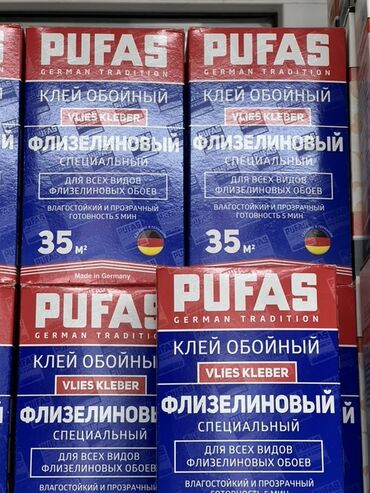 PUFAS
GERMAN TRADITION
КЛЕЙ ОБОЙНЫЙ
VLIES KLEBER
ФЛИЗЕЛИНОВЫЙ
СПЕЦИАЛЬНЫЙ
ДЛЯ ВСЕХ ВИДОВ
ФЛИЗЕЛИНОВЫХ ОБОЕВ
ВЛАГОСТОЙКИЙ И ПРОЗРАЧНЫЙ
ГОТОВНОСТЬ 5 МИН
35 М²
Made in Germany
PUFAS
GERMAN TRADITION
КЛЕЙ ОБОЙНЫЙ
VLIES KLEBER
ФЛИЗЕЛИНОВЫЙ
СПЕЦИАЛЬНЫЙ
ДЛЯ ВСЕХ ВИДОВ
ФЛИЗЕЛИНОВЫХ ОБОЕВ
ВЛАГОСТОЙКИЙ И ПРОЗРАЧНЫЙ
ГОТОВНОСТЬ 5 МИН
35 М²
PUFAS
GERMAN TRADITION
КЛЕЙ ОБОЙНЫЙ
VLIES KLEBER
ФЛИЗЕЛИНОВЫ
СПЕЦИАЛЬНЫЙ
ДЛЯ ВСЕХ ВИДОВ
ФЛИЗЕЛИНОВЫХ ОБОЕВ
ВЛАГОСТОЙКИЙ И ПРОЗРАЧНЫЙ
PUFAS
GERMAN TRADITION
КЛЕЙ ОБОЙНЫЙ
VLIES KLEBER
ФЛИЗЕЛИНОВЫЙ
СПЕЦИАЛЬНЫЙ
ДЛЯ ВСЕХ ВИДОВ
ФЛИЗЕЛИНОВЫХ ОБОЕВ
ВЛАГОСТОЙКИЙ И ПРОЗРАЧНЫЙ
ГОТОВНОСТЬ 5 МИН